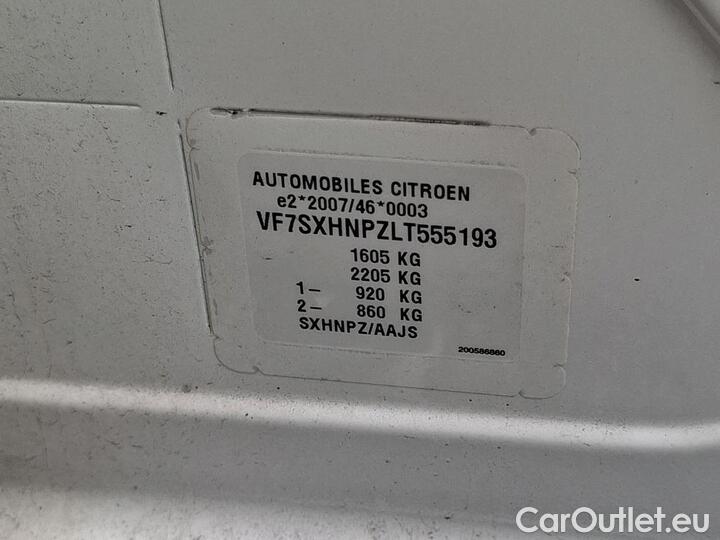 AUTOMOBILES CITROEN
e2*2007/46*0003
VF7SXHNPZLT555193
1605 KG
2205 KG
1- 920 KG
2- 860 KG
SXHNPZ/AAJS
200586860
CarOutlet.eu